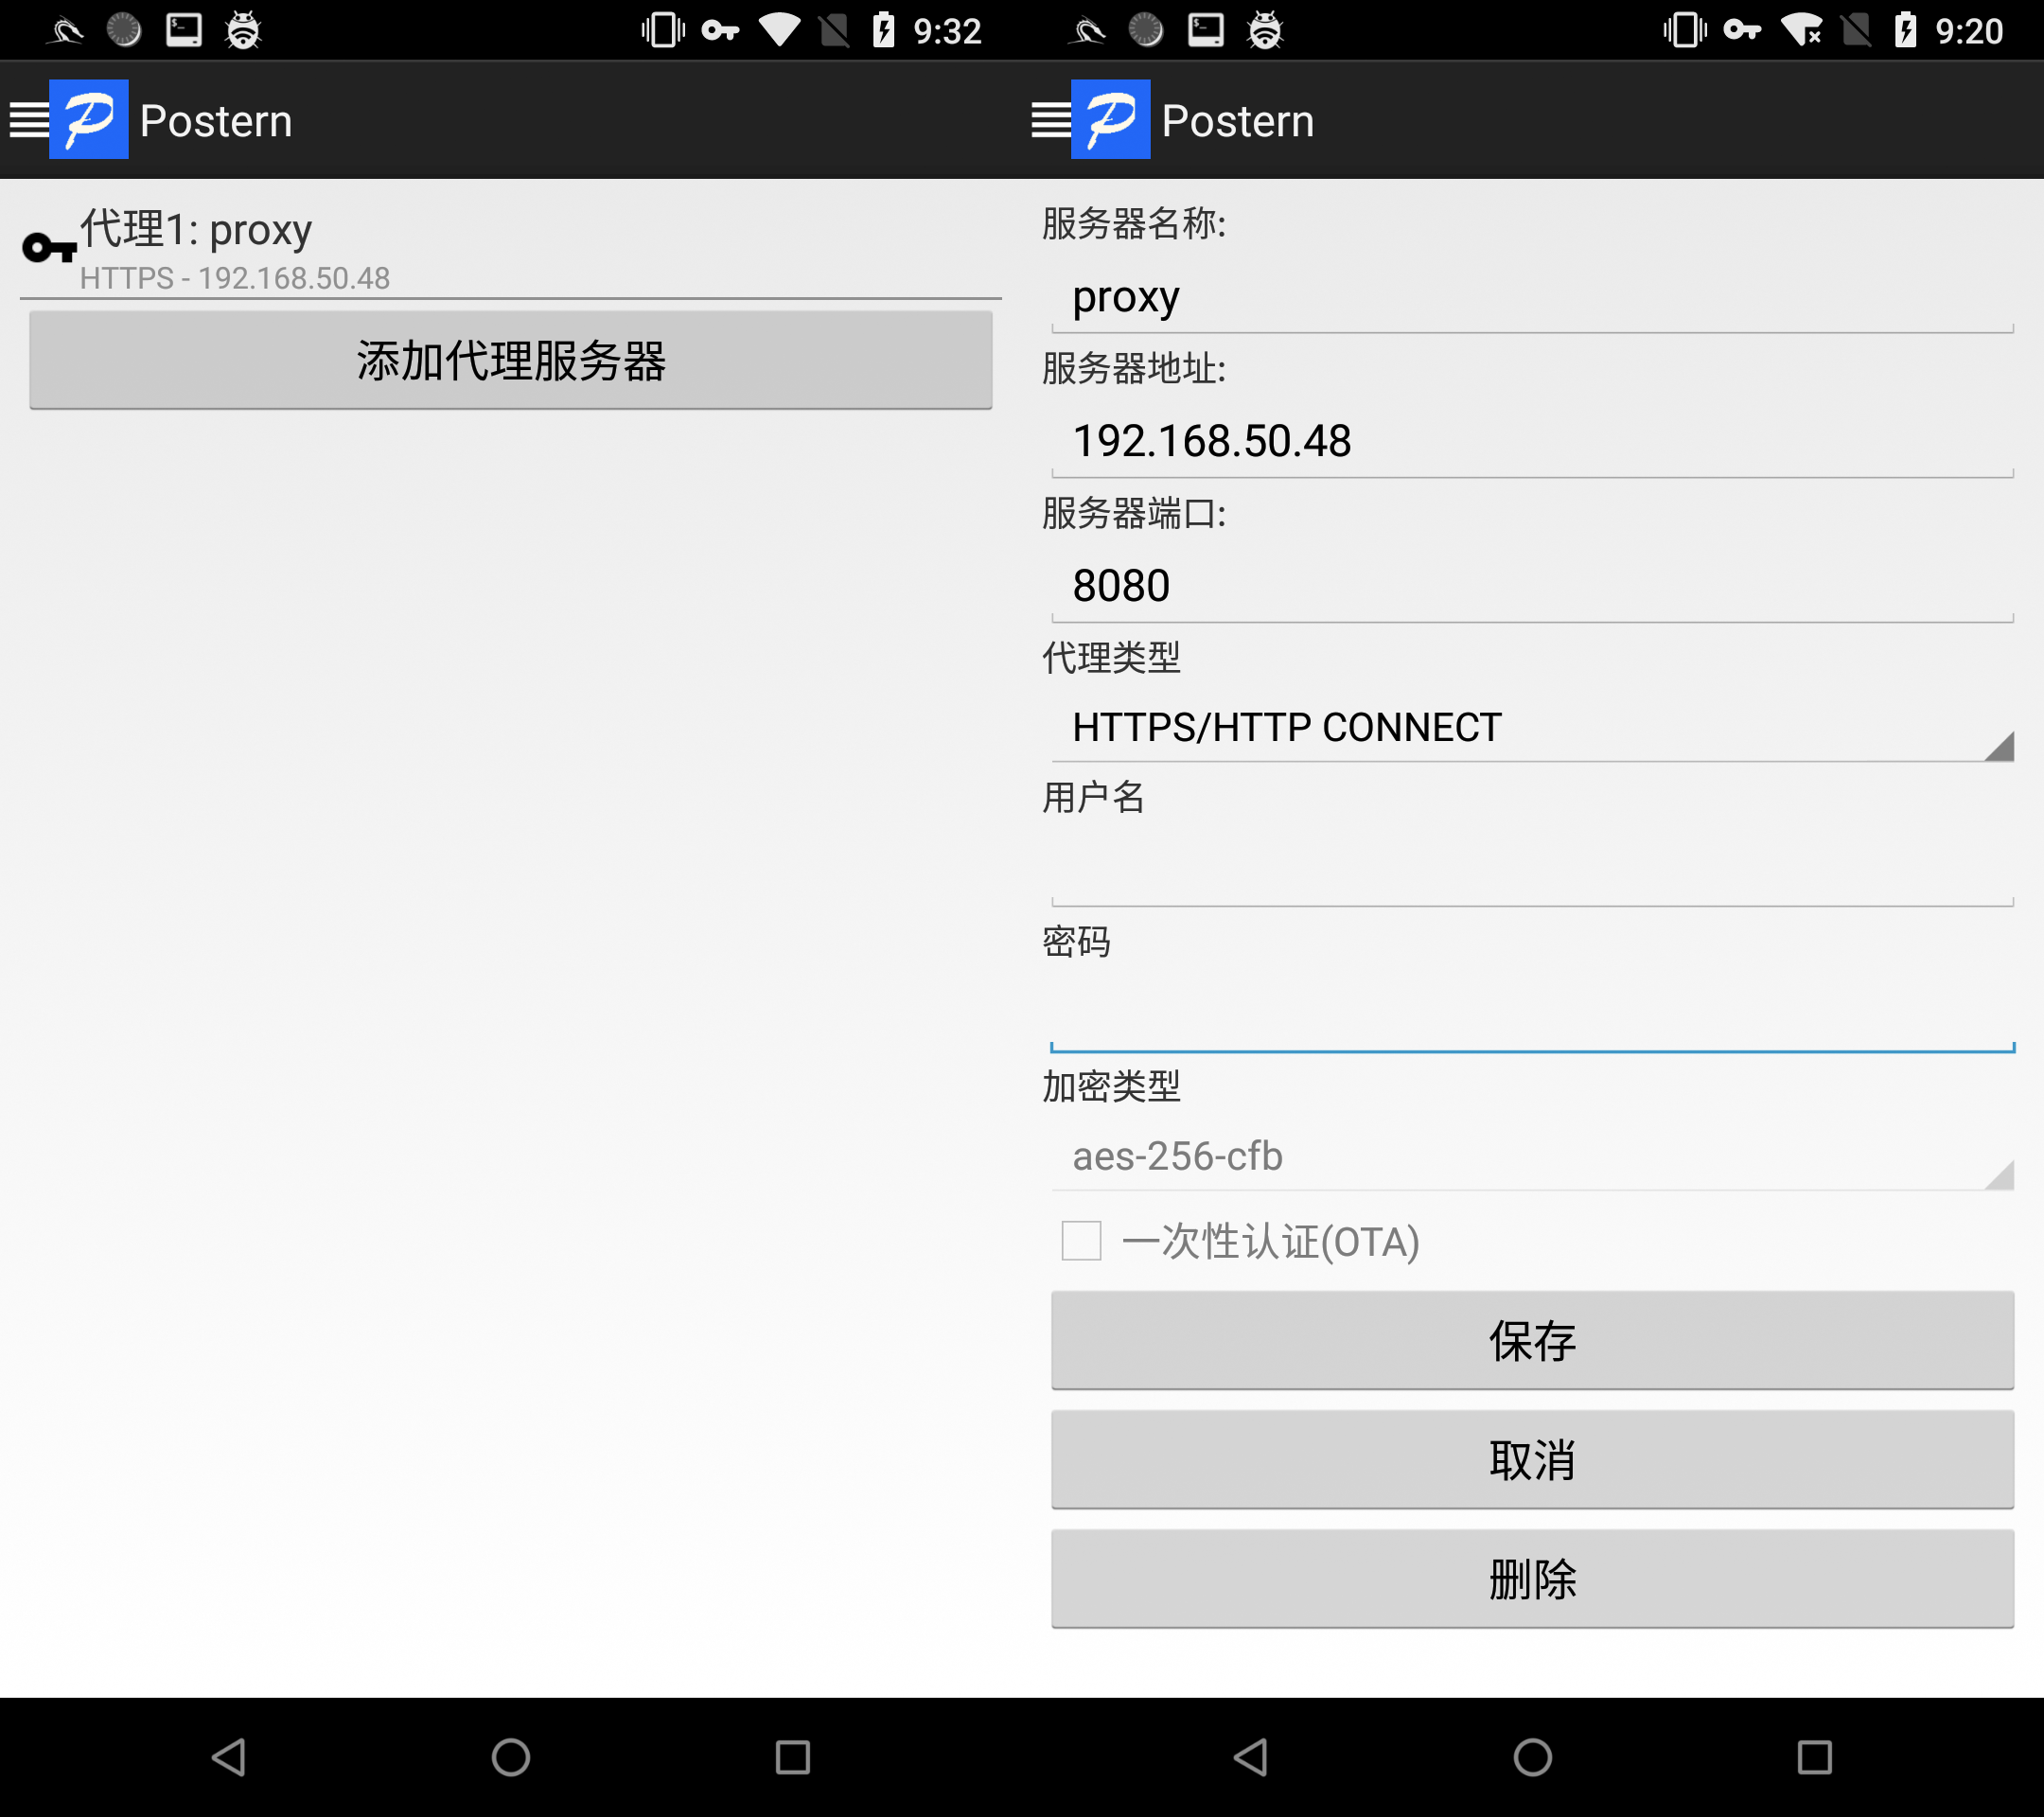 9:32
Postern
代理1: proxy
HTTPS - 192.168.50.48
添加代理服务器
9:20
Postern
服务器名称:
proxy
服务器地址:
192.168.50.48
服务器端口:
8080
代理类型
HTTPS/HTTP CONNECT
用户名
密码
加密类型
aes-256-cfb
一次性认证(OTA)
保存
取消
删除